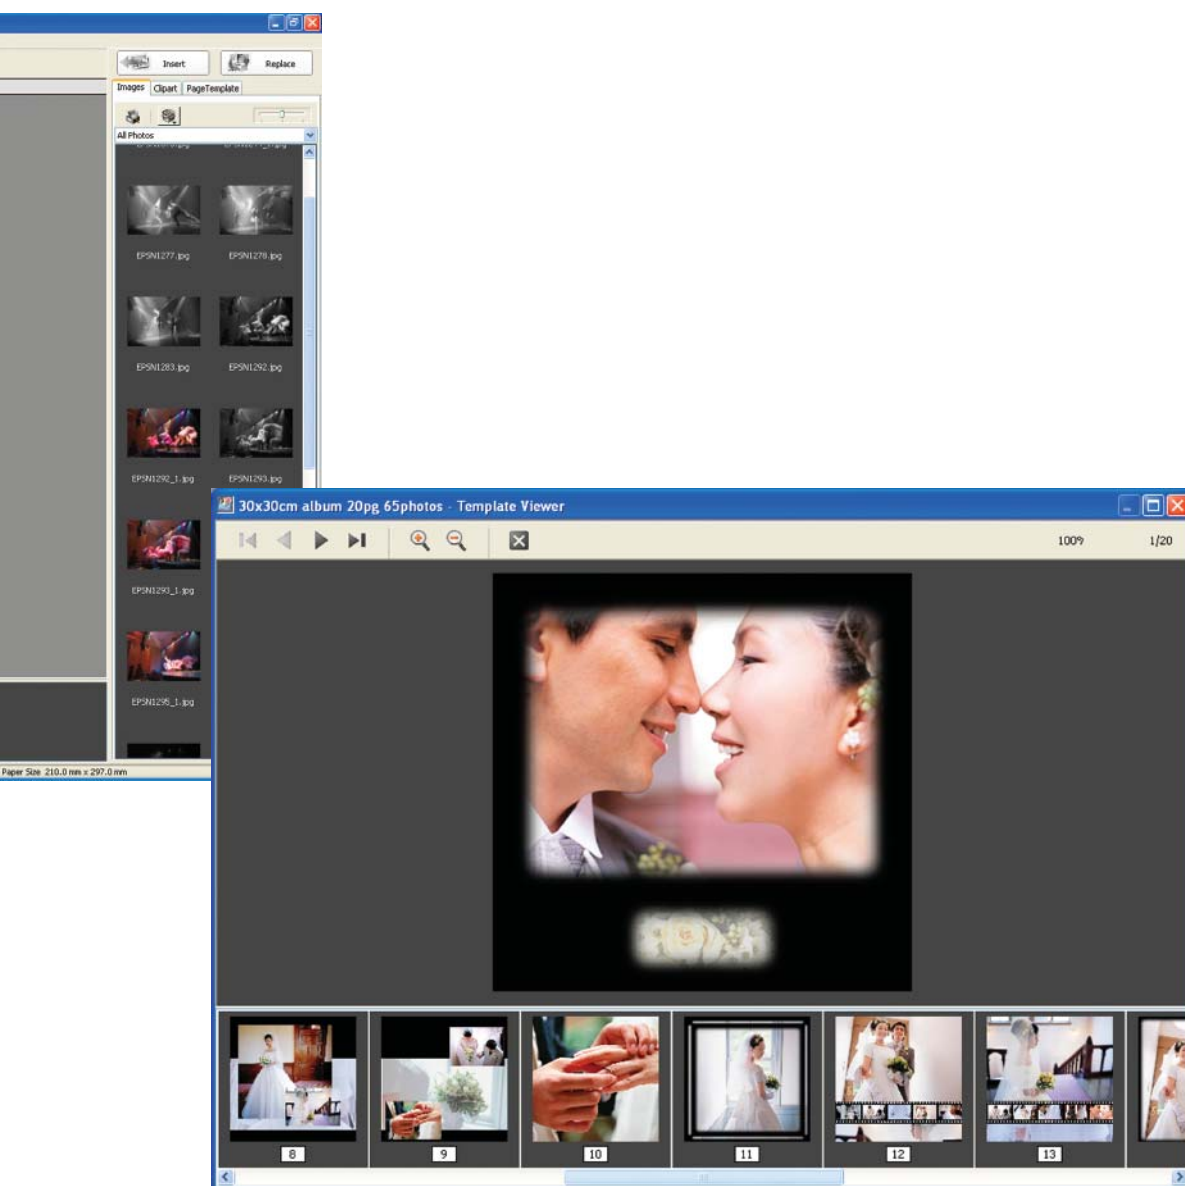 Insert Replace
Images Clipart PageTemplate
All Photos
EPSN1277.jpg EPSN1278.jpg
EPSN1283.jpg EPSN1292.jpg
EPSN1292_1.jpg EPSN1293.jpg
EPSN1293_1.jpg
EPSN1295_1.jpg
Paper Size 210.0 mm x 297.0 mm
30x30cm album 20pg 65photos - Template Viewer
1/20
8 9 10 11 12 13